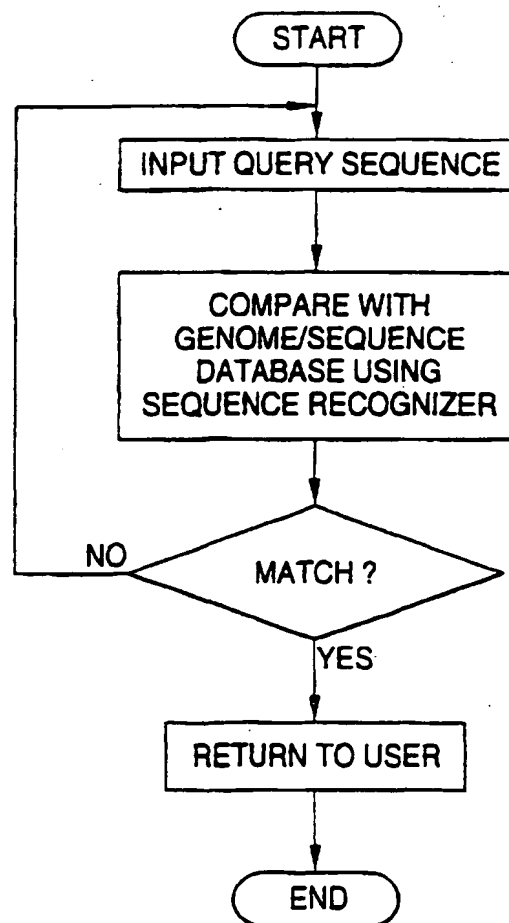 START
INPUT QUERY SEQUENCE
COMPARE WITH
GENOME/SEQUENCE
DATABASE USING
SEQUENCE RECOGNIZER
NO
MATCH ?
YES
RETURN TO USER
END